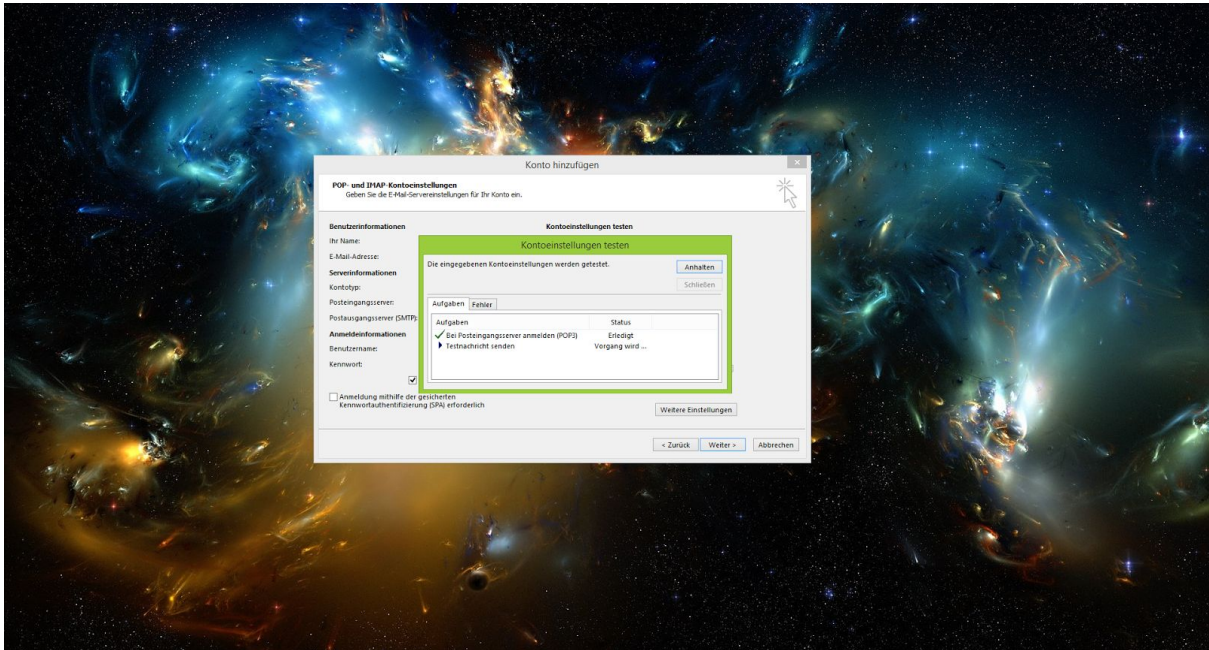 Konto hinzufügen
POP- und IMAP-Kontoeinstellungen
Geben Sie die E-Mail-Servereinstellungen für Ihr Konto ein.
Benutzerinformationen
Kontoeinstellungen testen
Ihr Name:
E-Mail-Adresse:
Serverinformationen
Kontotyp:
Posteingangsserver:
Postausgangsserver (SMTP):
Anmeldeinformationen
Benutzername:
Kennwort:
Kontoeinstellungen testen
Die eingegebenen Kontoeinstellungen werden getestet.
Anhalten
Schließen
Aufgaben Fehler
Aufgaben Status
Bei Posteingangsserver anmelden (POP3) Erledigt
Testnachricht senden Vorgang wird ...
Anmeldung mithilfe der gesicherten
Kennwortauthentifizierung (SPA) erforderlich
Weitere Einstellungen
< Zurück Weiter > Abbrechen